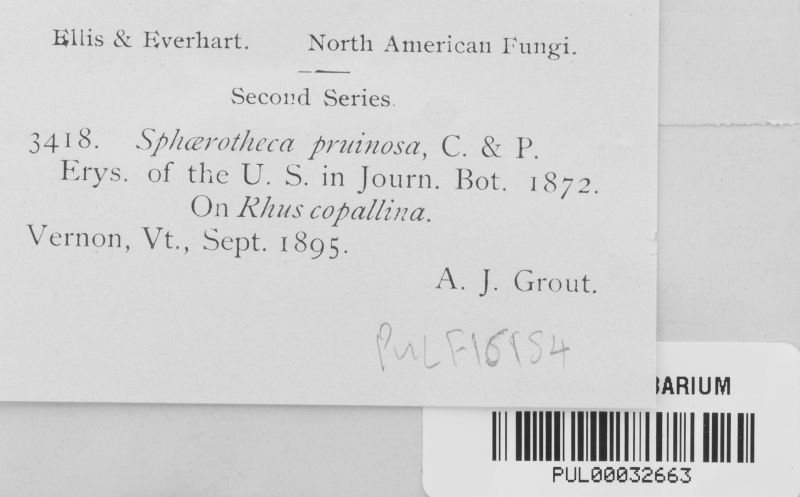 Ellis & Everhart. North American Fungi.
Second Series.
3418. Sphærotheca pruinosa, C. & P.
Erys. of the U. S. in Journ. Bot. 1872.
On Rhus copallina.
Vernon, Vt., Sept. 1895.
A. J. Grout.
PUL F16954
BARIUM
PUL00032663